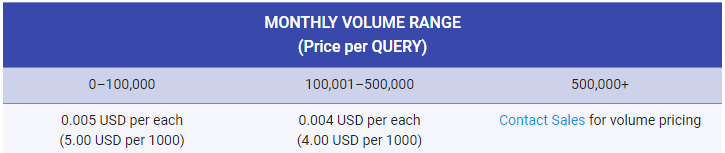 MONTHLY VOLUME RANGE
(Price per QUERY)
0–100,000
100,001–500,000
500,000+
0.005 USD per each
(5.00 USD per 1000)
0.004 USD per each
(4.00 USD per 1000)
Contact Sales for volume pricing